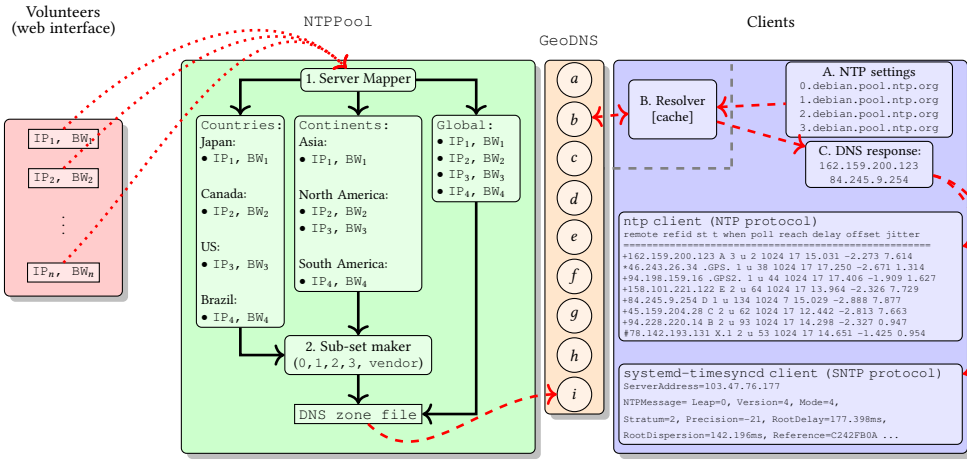 Volunteers
(web interface)
IP1, BW1
IP2, BW2
.
.
.
IPn, BWn
NTPPool
1. Server Mapper
Countries:
Japan:
• IP1, BW1
Canada:
• IP2, BW2
US:
• IP3, BW3
Brazil:
• IP4, BW4
Continents:
Asia:
• IP1, BW1
North America:
• IP2, BW2
• IP3, BW3
South America:
• IP4, BW4
Global:
• IP1, BW1
• IP2, BW2
• IP3, BW3
• IP4, BW4
2. Sub-set maker
(0,1,2,3, vendor)
DNS zone file
GeoDNS
a
b
c
d
e
f
g
h
i
Clients
B. Resolver
[cache]
A. NTP settings
0.debian.pool.ntp.org
1.debian.pool.ntp.org
2.debian.pool.ntp.org
3.debian.pool.ntp.org
C. DNS response:
162.159.200.123
84.245.9.254
ntp client (NTP protocol)
remote refid st t when poll reach delay offset jitter
====================================================
+162.159.200.123 A 3 u 2 1024 17 15.031 -2.273 7.614
*46.243.26.34 .GPS. 1 u 38 1024 17 17.250 -2.671 1.314
+94.198.159.16 .GPS2. 1 u 44 1024 17 17.406 -1.909 1.627
+158.101.221.122 E 2 u 64 1024 17 13.964 -2.326 7.729
+84.245.9.254 D 1 u 134 1024 7 15.029 -2.888 7.877
+45.159.204.28 C 2 u 62 1024 17 12.442 -2.813 7.663
+94.228.220.14 B 2 u 93 1024 17 14.298 -2.327 0.947
#78.142.193.131 X.1 2 u 53 1024 17 14.651 -1.425 0.954
systemd-timesyncd client (SNTP protocol)
ServerAddress=103.47.76.177
NTPMessage= Leap=0, Version=4, Mode=4,
Stratum=2, Precision=-21, RootDelay=177.398ms,
RootDispersion=142.196ms, Reference=C242FB0A ...